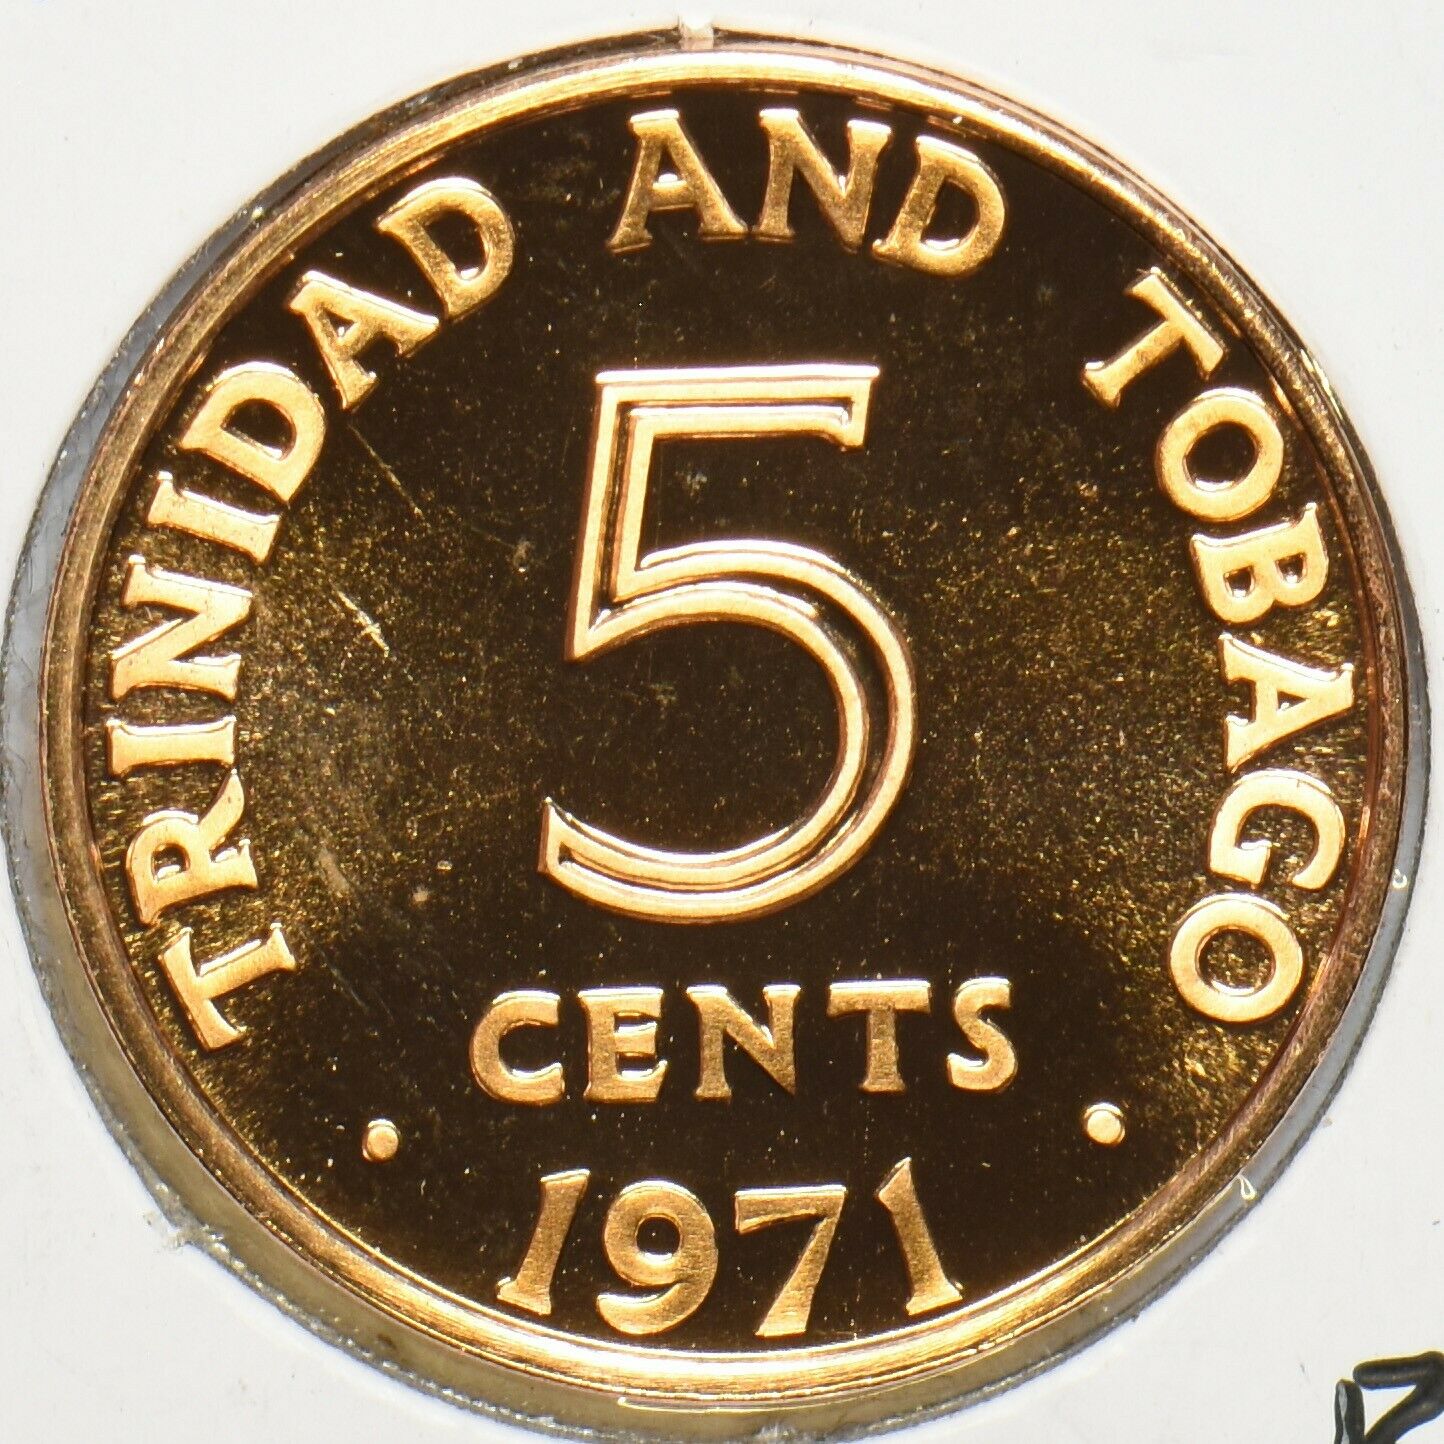 TRINIDAD AND TOBAGO
5
CENTS
1971